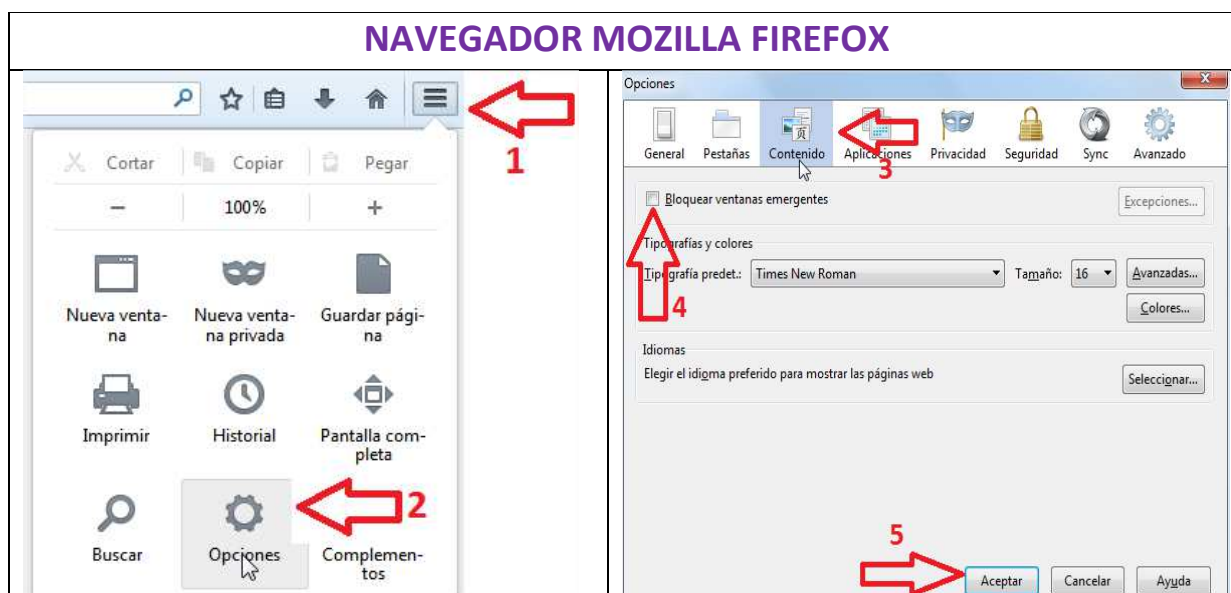 NAVEGADOR MOZILLA FIREFOX
1
Cortar
Copiar
Pegar
100%
Nueva venta-
na
Nueva venta-
na privada
Guardar pági-
na
Imprimir
Historial
Pantalla com-
pleta
2
Buscar
Opciones
Complemen-
tos
Opciones
页
General Pestañas Contenido Aplicaciones Privacidad Seguridad Sync Avanzado
3
Bloquear ventanas emergentes
Excepciones...
Tipografías y colores
Tipografía predet.: Times New Roman Tamaño: 16 Avanzadas...
4
Colores...
Idiomas
Elegir el idioma preferido para mostrar las páginas web
Seleccionar...
5
Aceptar Cancelar Ayuda